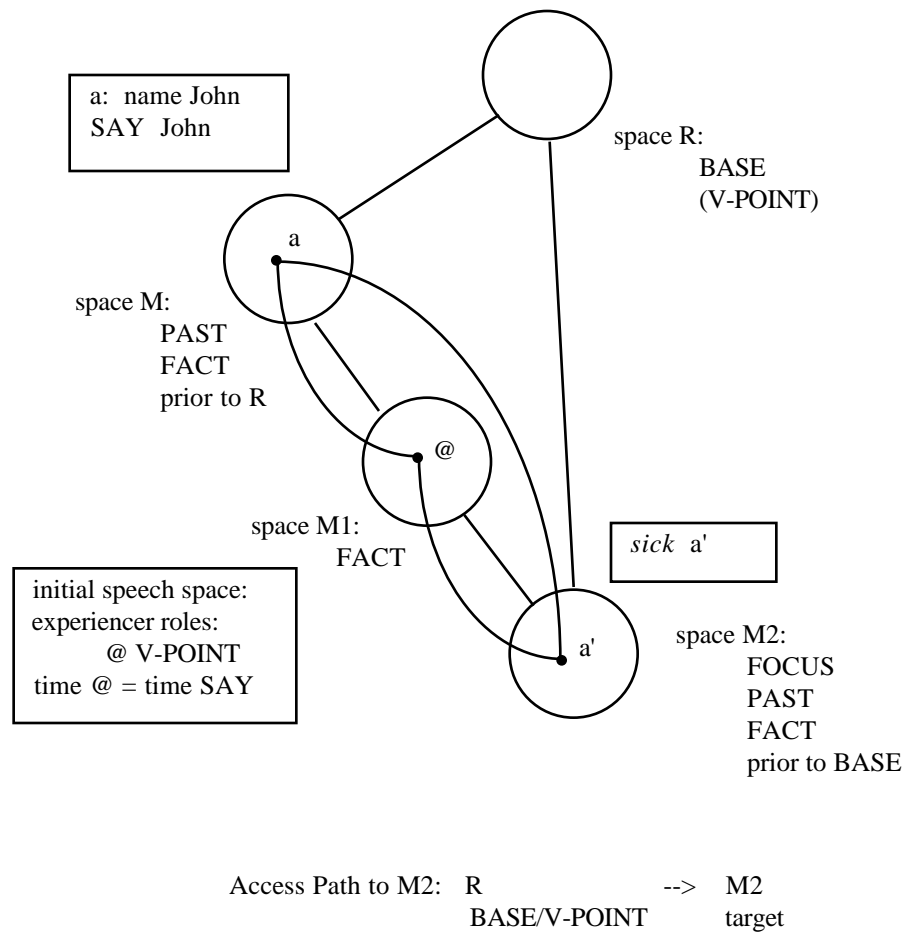 a: name John
SAY John
space R:
BASE
(V-POINT)
a
space M:
PAST
FACT
prior to R
@
space M1:
FACT
sick a'
initial speech space:
experiencer roles:
@ V-POINT
time @ = time SAY
a'
space M2:
FOCUS
PAST
FACT
prior to BASE
Access Path to M2: R --> M2
BASE/V-POINT target